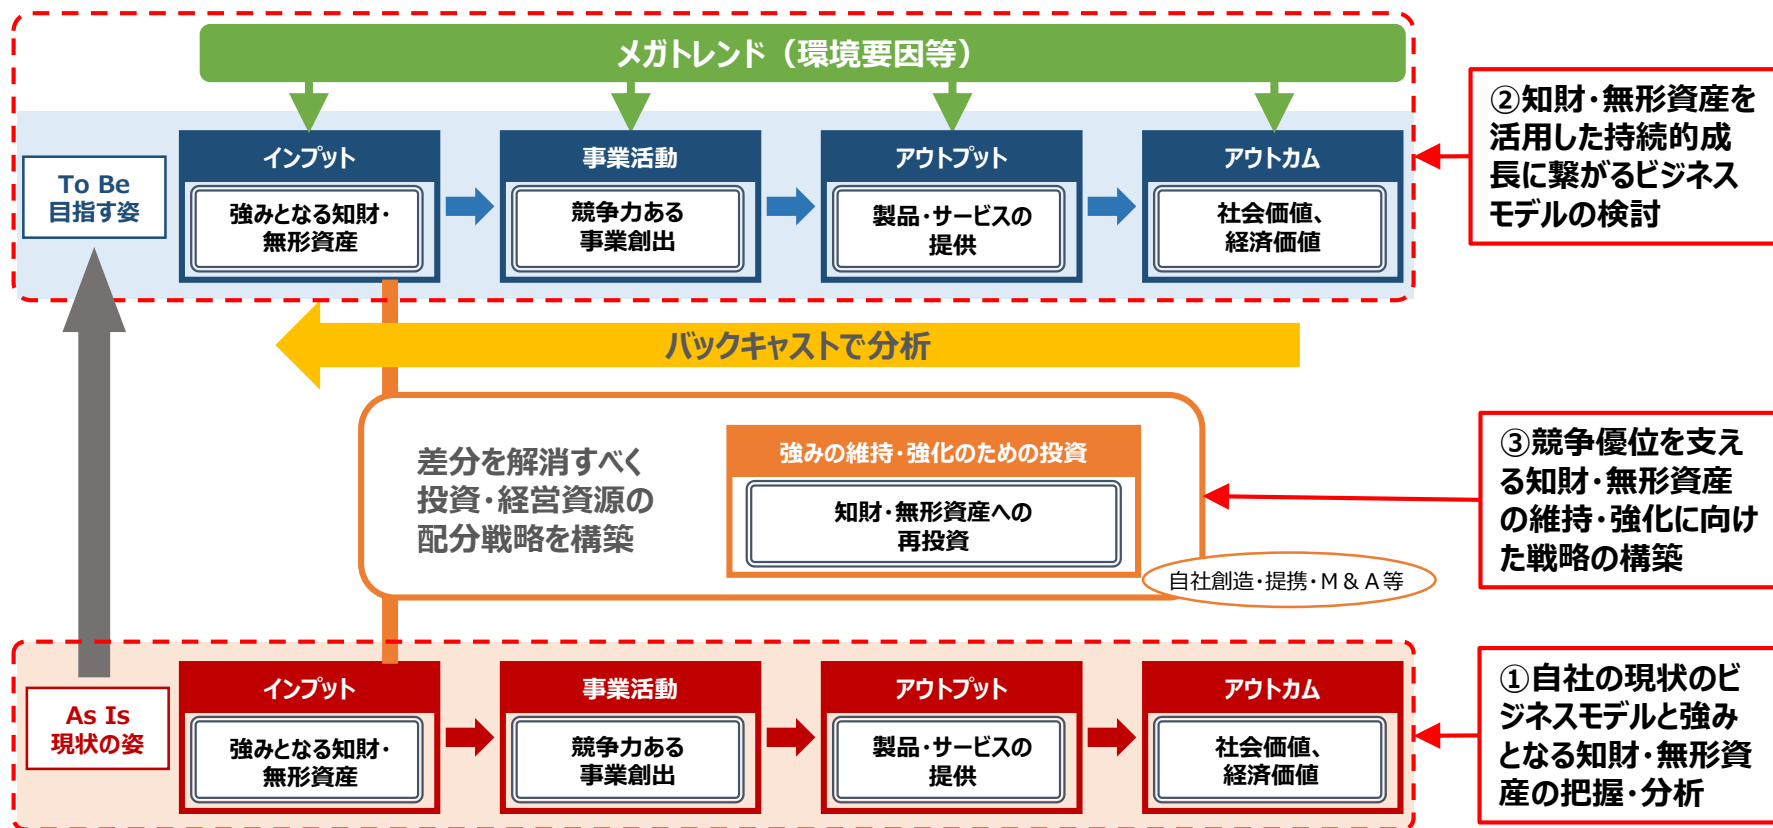 メガトレンド（環境要因等）
To Be
目指す姿
インプット
強みとなる知財・
無形資産
事業活動
競争力ある
事業創出
アウトプット
製品・サービスの
提供
アウトカム
社会価値、
経済価値
②知財・無形資産を
活用した持続的成
長に繋がるビジネス
モデルの検討
バックキャストで分析
差分を解消すべく
投資・経営資源の
配分戦略を構築
強みの維持・強化のための投資
知財・無形資産への
再投資
自社創造・提携・M＆A等
③競争優位を支え
る知財・無形資産
の維持・強化に向け
た戦略の構築
As Is
現状の姿
インプット
強みとなる知財・
無形資産
事業活動
競争力ある
事業創出
アウトプット
製品・サービスの
提供
アウトカム
社会価値、
経済価値
①自社の現状のビ
ジネスモデルと強み
となる知財・無形資
産の把握・分析